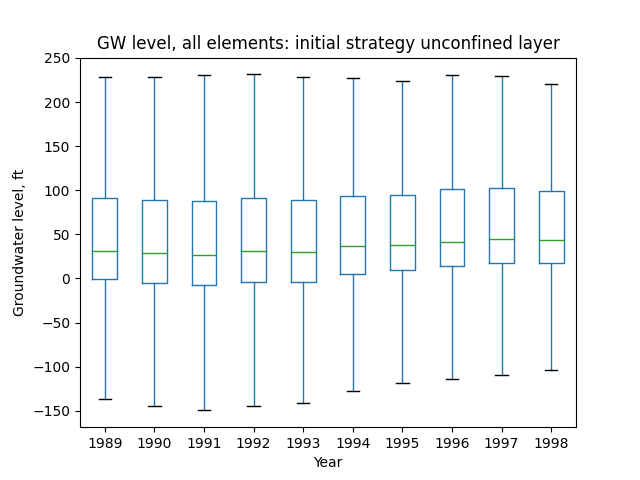 GW level, all elements: initial strategy unconfined layer
250
200
150
100
50
0
−50
−100
−150
Groundwater level, ft
1989 1990 1991 1992 1993 1994 1995 1996 1997 1998
Year